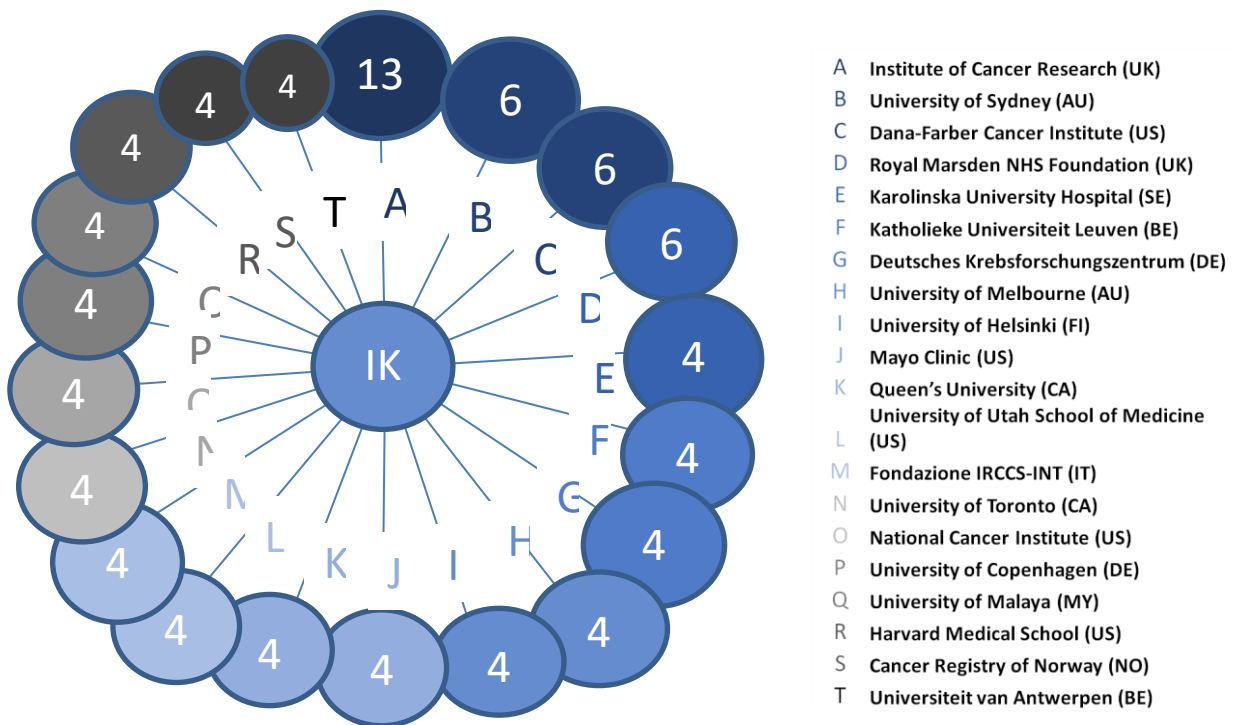 4
4
13
6
6
6
4
4
4
4
4
4
4
4
4
4
4
4
4
4
T
A
B
C
D
E
F
G
H
I
J
K
L
P
R
S
IK
A Institute of Cancer Research (UK)
B University of Sydney (AU)
C Dana-Farber Cancer Institute (US)
D Royal Marsden NHS Foundation (UK)
E Karolinska University Hospital (SE)
F Katholieke Universiteit Leuven (BE)
G Deutsches Krebsforschungszentrum (DE)
H University of Melbourne (AU)
I University of Helsinki (FI)
J Mayo Clinic (US)
K Queen's University (CA)
University of Utah School of Medicine
L (US)
M Fondazione IRCCS-INT (IT)
N University of Toronto (CA)
O National Cancer Institute (US)
P University of Copenhagen (DE)
Q University of Malaya (MY)
R Harvard Medical School (US)
S Cancer Registry of Norway (NO)
T Universiteit van Antwerpen (BE)